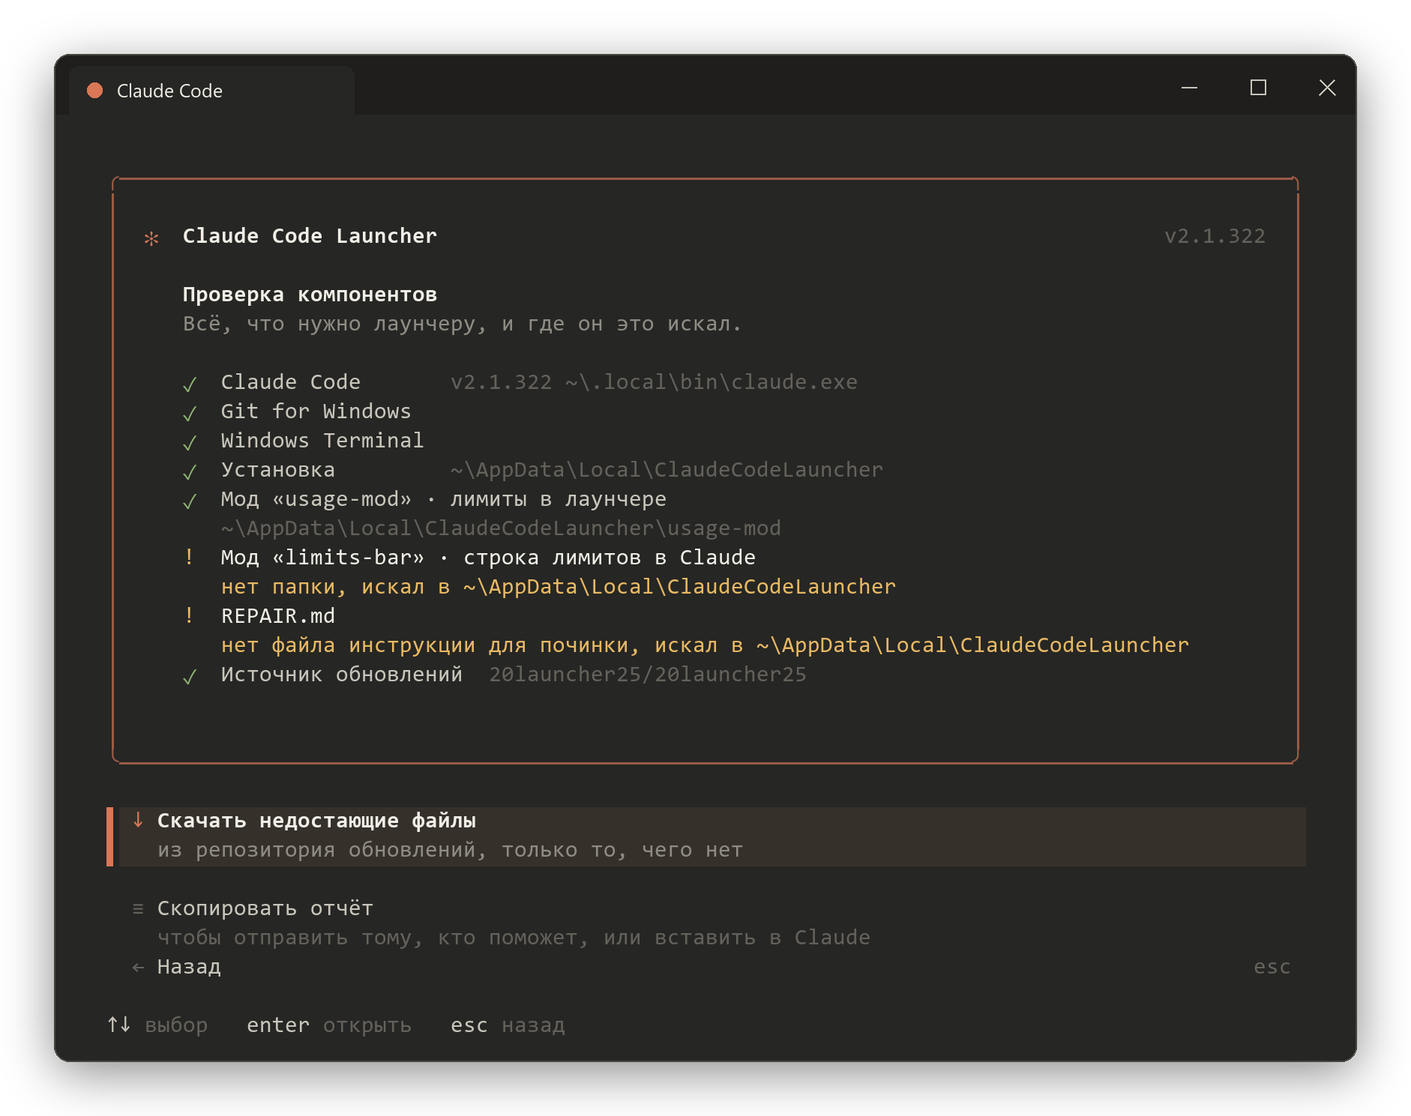 Claude Code
✻ Claude Code Launcher v2.1.322
Проверка компонентов
Всё, что нужно лаунчеру, и где он это искал.
✓ Claude Code v2.1.322 ~\.local\bin\claude.exe
✓ Git for Windows
✓ Windows Terminal
✓ Установка ~\AppData\Local\ClaudeCodeLauncher
✓ Мод «usage-mod» · лимиты в лаунчере
~\AppData\Local\ClaudeCodeLauncher\usage-mod
! Мод «limits-bar» · строка лимитов в Claude
нет папки, искал в ~\AppData\Local\ClaudeCodeLauncher
! REPAIR.md
нет файла инструкции для починки, искал в ~\AppData\Local\ClaudeCodeLauncher
✓ Источник обновлений 20launcher25/20launcher25
↓ Скачать недостающие файлы
из репозитория обновлений, только то, чего нет
≡ Скопировать отчёт
чтобы отправить тому, кто поможет, или вставить в Claude
← Назад esc
↑↓ выбор enter открыть esc назад